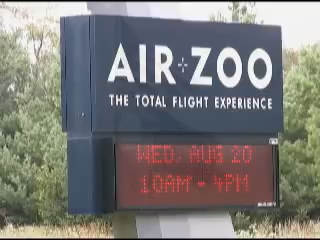 AIR ZOO
THE TOTAL FLIGHT EXPERIENCE
WED, AUG 20
10AM - 4PM